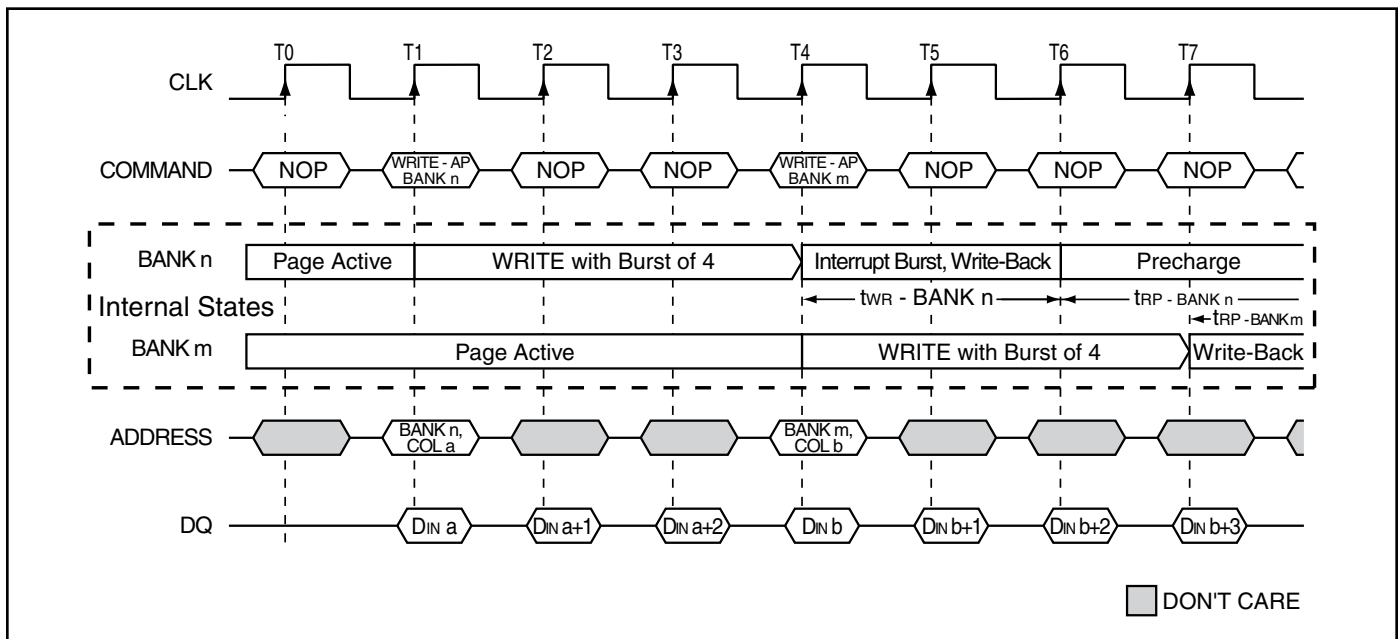 T0 T1 T2 T3 T4 T5 T6 T7
CLK
COMMAND NOP WRITE - AP BANK n NOP NOP WRITE - AP BANK m NOP NOP NOP
BANK n Page Active WRITE with Burst of 4 Interrupt Burst, Write-Back Precharge
tWR - BANK n tRP - BANK n
Internal States tRP - BANK m
BANK m Page Active WRITE with Burst of 4 Write-Back
ADDRESS BANK n, COL a BANK m, COL b
DQ DIN a DIN a+1 DIN a+2 DIN b DIN b+1 DIN b+2 DIN b+3
DON'T CARE